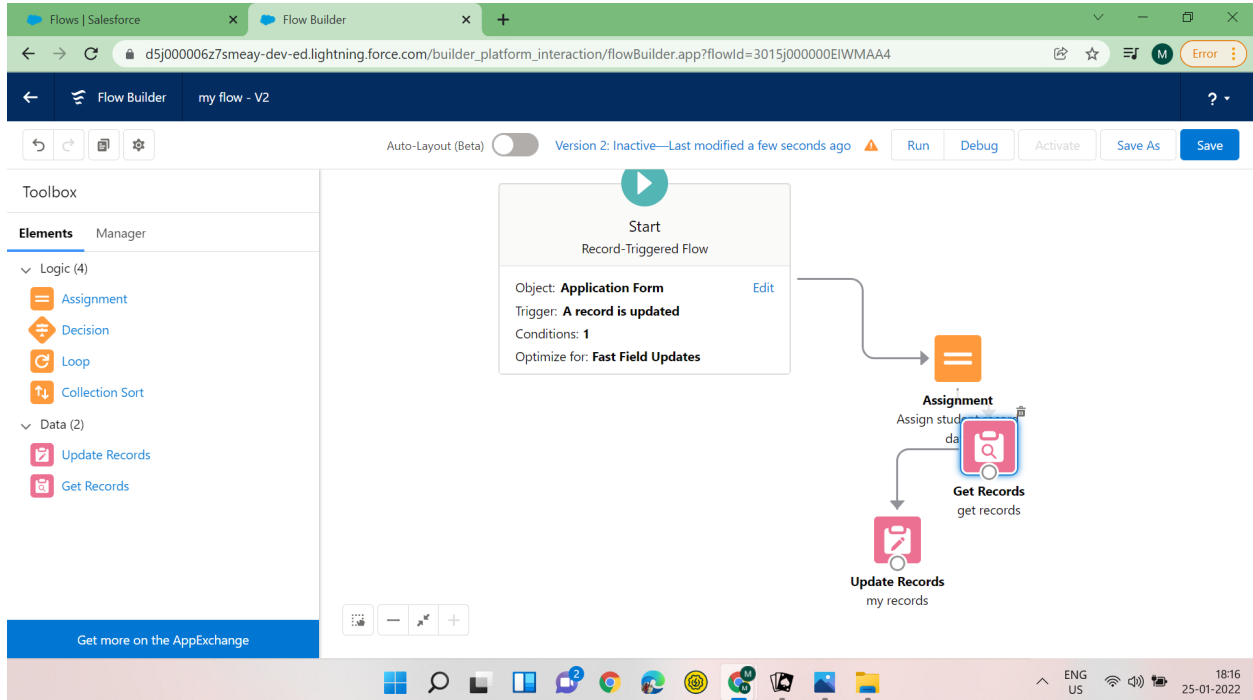 Flows | Salesforce
Flow Builder
d5j000006z7smeay-dev-ed.lightning.force.com/builder_platform_interaction/flowBuilder.app?flowId=3015j000000EIWMAA4
M
Error
Flow Builder
my flow - V2
?
Auto-Layout (Beta)
Version 2: Inactive—Last modified a few seconds ago
Run
Debug
Activate
Save As
Save
Toolbox
Elements
Manager
Logic (4)
Assignment
Decision
Loop
Collection Sort
Data (2)
Update Records
Get Records
Get more on the AppExchange
Start
Record-Triggered Flow
Object: Application Form
Edit
Trigger: A record is updated
Conditions: 1
Optimize for: Fast Field Updates
Assignment
Assign student record
da
Get Records
get records
Update Records
my records
2
M
ENG
US
18:16
25-01-2022